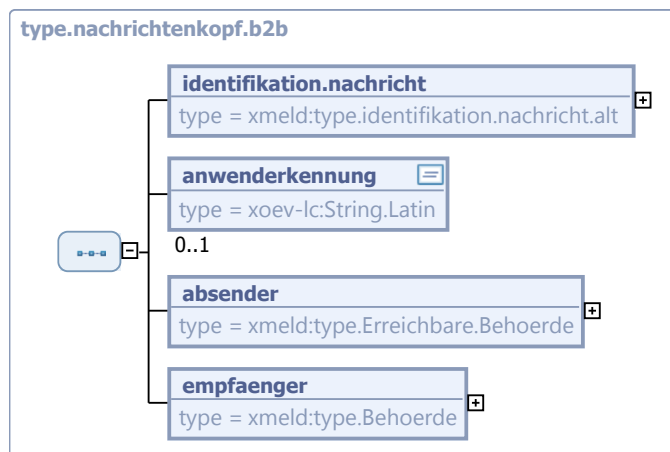 type.nachrichtenkopf.b2b
identifikation.nachricht
type = xmeld:type.identifikation.nachricht.alt
anwenderkennung
type = xoev-lc:String.Latin
0..1
absender
type = xmeld:type.Erreichbare.Behoerde
empfaenger
type = xmeld:type.Behoerde